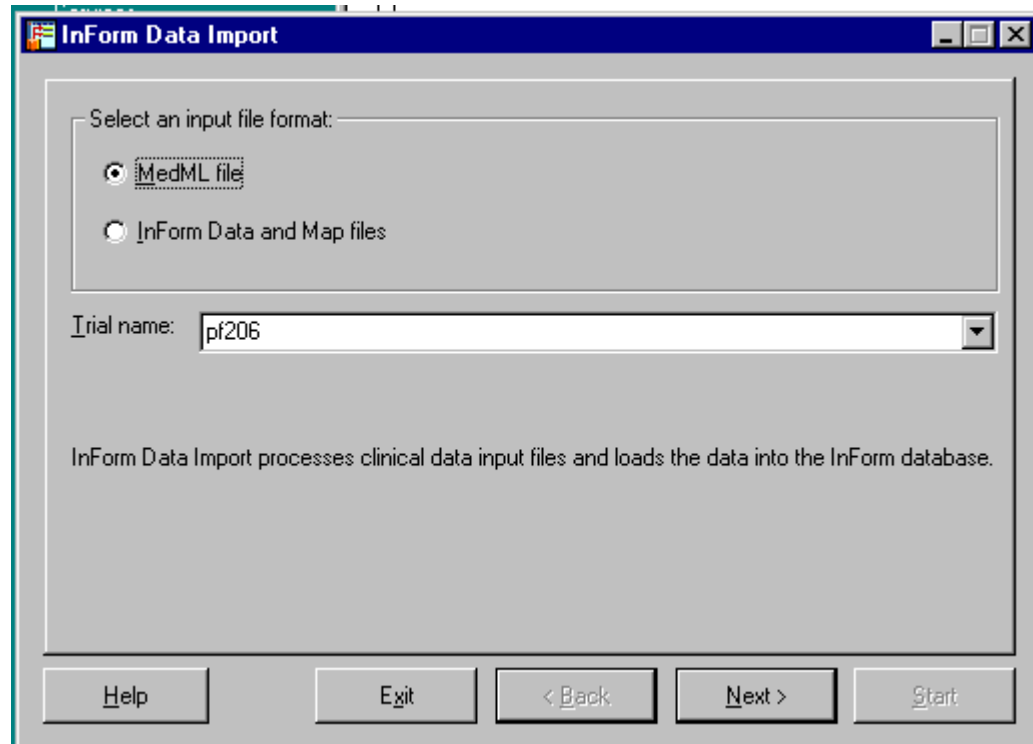 InForm Data Import
Select an input file format:
MedML file
InForm Data and Map files
Trial name: pf206
InForm Data Import processes clinical data input files and loads the data into the InForm database.
Help Exit < Back Next > Start